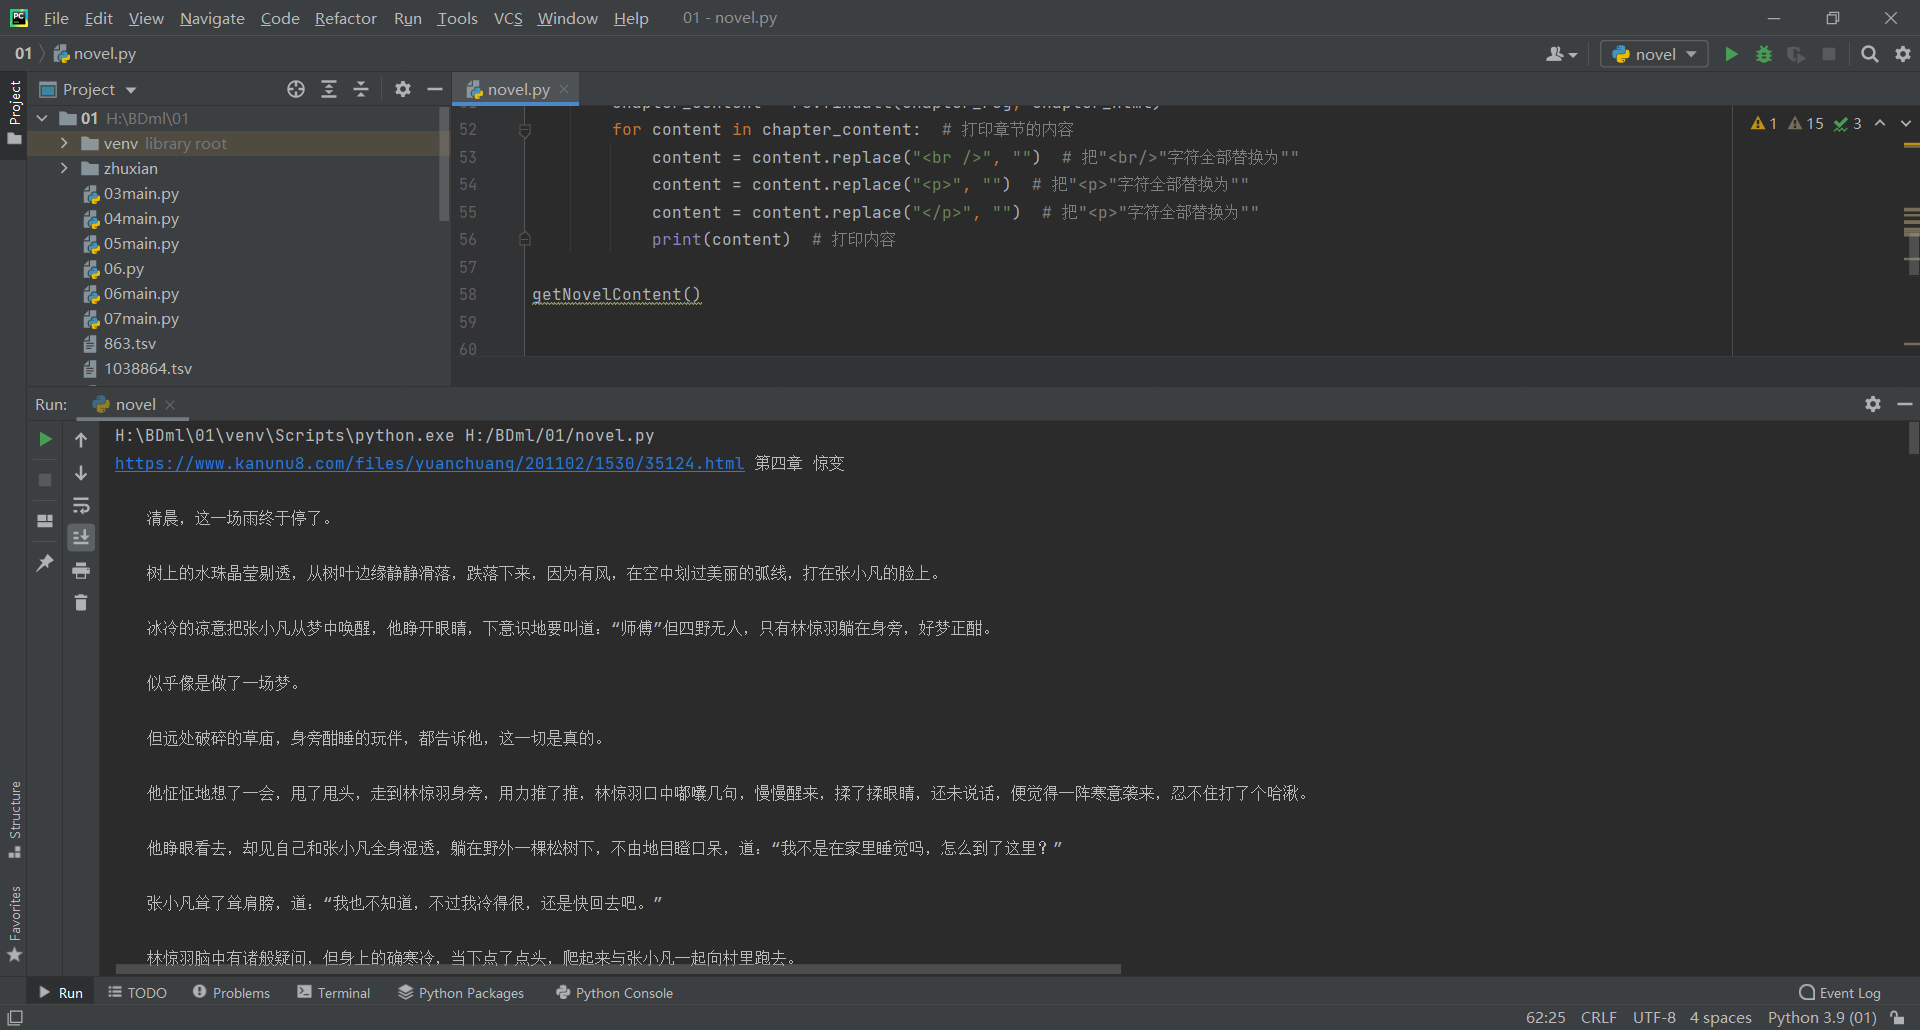 File Edit View Navigate Code Refactor Run Tools VCS Window Help 01 - novel.py
01 novel.py
novel
Project
Project
novel.py
01 H:\BDml\01
venv library root
zhuxian
03main.py
04main.py
05main.py
06.py
06main.py
07main.py
863.tsv
1038864.tsv
52 for content in chapter_content:  # 打印章节的内容
53 content = content.replace("<br />", "")  # 把"<br/>"字符全部替换为""
54 content = content.replace("<p>", "")  # 把"<p>"字符全部替换为""
55 content = content.replace("</p>", "")  # 把"<p>"字符全部替换为""
56 print(content)  # 打印内容
57
58 getNovelContent()
59
60
1 15 3
Run: novel
H:\BDml\01\venv\Scripts\python.exe H:/BDml/01/novel.py
https://www.kanunu8.com/files/yuanchuang/201102/1530/35124.html 第四章 惊变
清晨，这一场雨终于停了。
树上的水珠晶莹剔透，从树叶边缘静静滑落，跌落下来，因为有风，在空中划过美丽的弧线，打在张小凡的脸上。
冰冷的凉意把张小凡从梦中唤醒，他睁开眼睛，下意识地要叫道：“师傅”但四野无人，只有林惊羽躺在身旁，好梦正酣。
似乎像是做了一场梦。
但远处破碎的草庙，身旁酣睡的玩伴，都告诉他，这一切是真的。
他怔怔地想了一会，甩了甩头，走到林惊羽身旁，用力推了推，林惊羽口中嘟囔几句，慢慢醒来，揉了揉眼睛，还未说话，便觉得一阵寒意袭来，忍不住打了个哈湫。
他睁眼看去，却见自己和张小凡全身湿透，躺在野外一棵松树下，不由地目瞪口呆，道：“我不是在家里睡觉吗，怎么到了这里？”
张小凡耸了耸肩膀，道：“我也不知道，不过我冷得很，还是快回去吧。”
林惊羽脑中有诸般疑问，但身上的确寒冷，当下点了点头，爬起来与张小凡一起向村里跑去。
Structure
Favorites
Run TODO Problems Terminal Python Packages Python Console Event Log
62:25 CRLF UTF-8 4 spaces Python 3.9 (01)